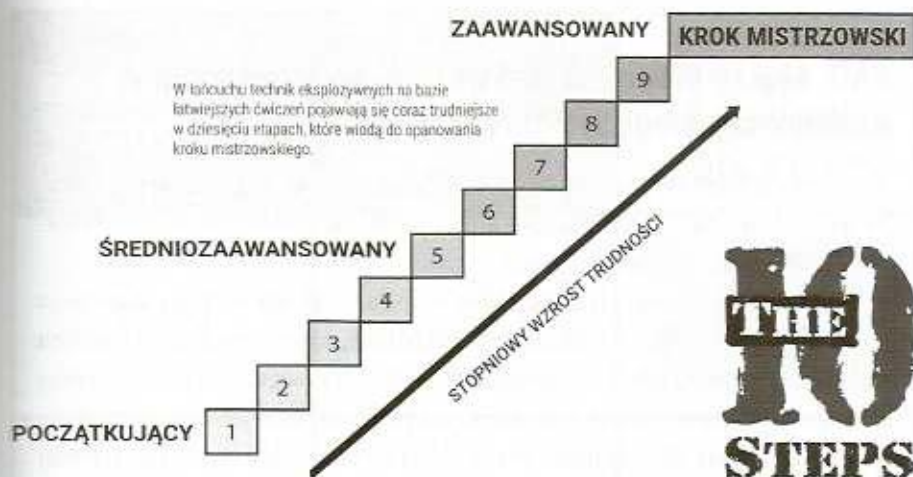 ZAAWANSOWANY
KROK MISTRZOWSKI
W łańcuchu technik eksplozywnych na bazie
łatwiejszych ćwiczeń pojawiają się coraz trudniejsze
w dziesięciu etapach, które wiodą do opanowania
kroku mistrzowskiego.
9
8
7
6
ŚREDNIOZAAWANSOWANY
5
4
3
2
POCZĄTKUJĄCY
1
STOPNIOWY WZROST TRUDNOŚCI
THE
10
STEPS